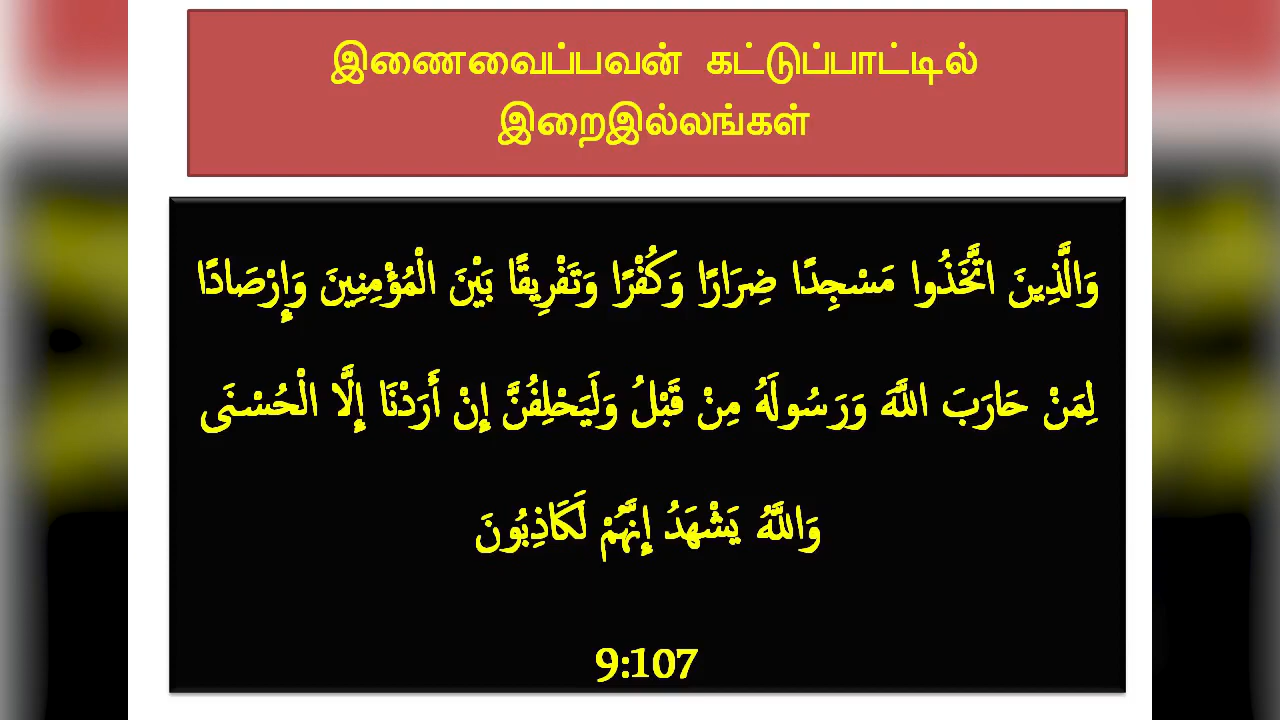 இணைவைப்பவன் கட்டுப்பாட்டில்
இறைஇல்லங்கள்
وَالَّذِينَ اتَّخَذُوا مَسْجِدًا ضِرَارًا وَكُفْرًا وَتَفْرِيقًا بَيْنَ الْمُؤْمِنِينَ وَإِرْصَادًا
لِمَنْ حَارَبَ اللَّهَ وَرَسُولَهُ مِنْ قَبْلُ وَلَيَحْلِفُنَّ إِنْ أَرَدْنَا إِلَّا الْحُسْنَى
وَاللَّهُ يَشْهَدُ إِنَّهُمْ لَكَاذِبُونَ
9:107